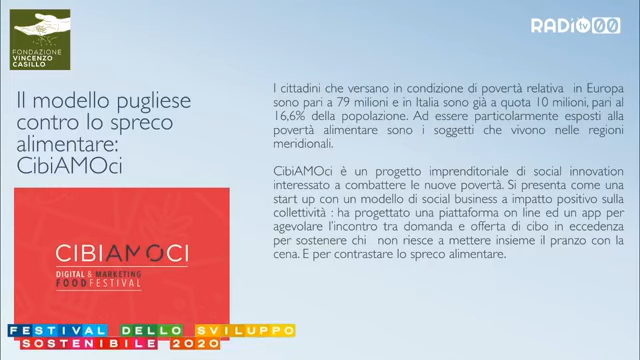 FONDAZIONE
VINCENZO
CASILLO
RADIO tv 00
Il modello pugliese
contro lo spreco
alimentare:
CibiAMOci
I cittadini che versano in condizione di povertà relativa in Europa
sono pari a 79 milioni e in Italia sono già a quota 10 milioni, pari al
16,6% della popolazione. Ad essere particolarmente esposti alla
povertà alimentare sono i soggetti che vivono nelle regioni
meridionali.
CibiAMOci è un progetto imprenditoriale di social innovation
interessato a combattere le nuove povertà. Si presenta come una
start up con un modello di social business a impatto positivo sulla
collettività : ha progettato una piattaforma on line ed un app per
agevolare l'incontro tra domanda e offerta di cibo in eccedenza
per sostenere chi non riesce a mettere insieme il pranzo con la
cena. E per contrastare lo spreco alimentare.
CIBIAMOCI
DIGITAL & MARKETING
FOODFESTIVAL
FESTIVAL DELLO SVILUPPO
SOSTENIBILE 2020